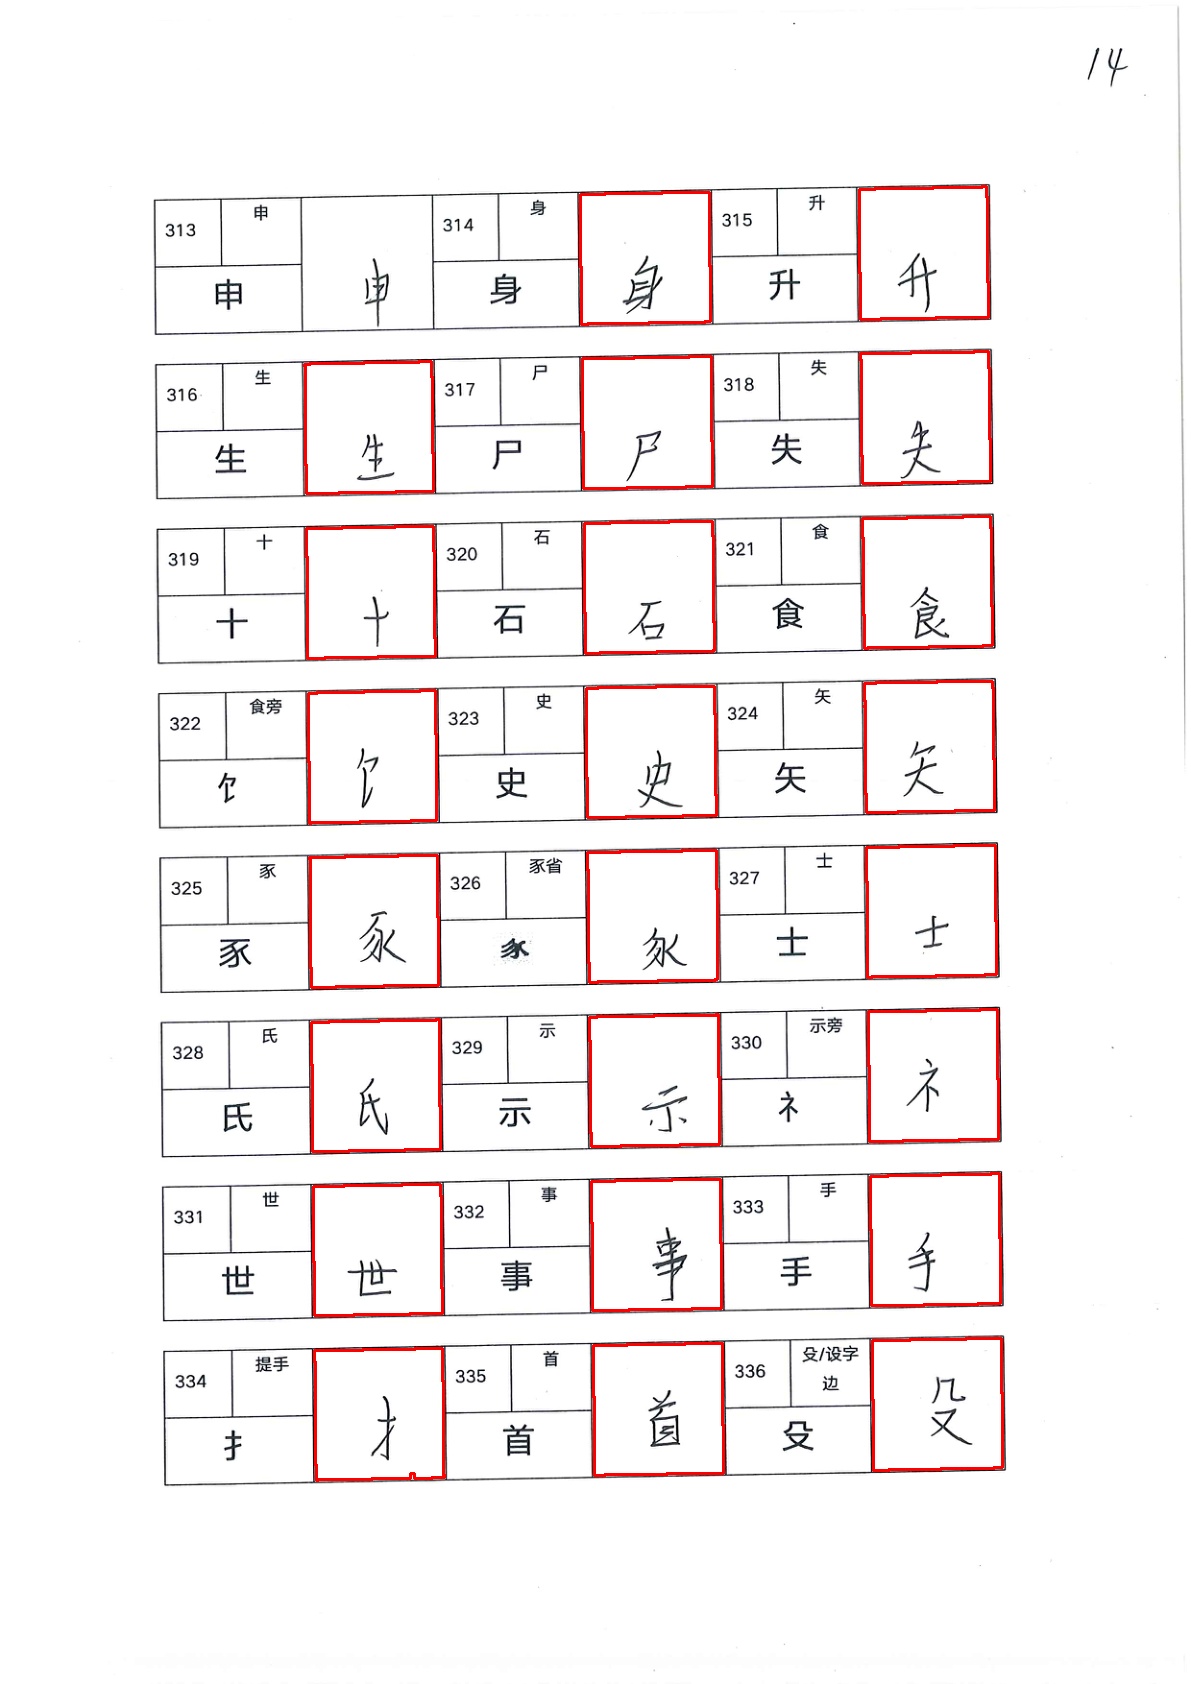 14
313 申 申 申 314 身 身 身 315 升 升 升
316 生 生 生 317 尸 尸 尸 318 失 失 失
319 十 十 十 320 石 石 石 321 食 食 食
322 食旁 饣 饣 323 史 史 史 324 矢 矢 矢
325 豕 豕 豕 326 豕省 327 士 士 士
328 氏 氏 氏 329 示 示 示 330 示旁 礻 礻
331 世 世 世 332 事 事 事 333 手 手 手
334 提手 扌 扌 335 首 首 首 336 殳/设字边 殳 殳